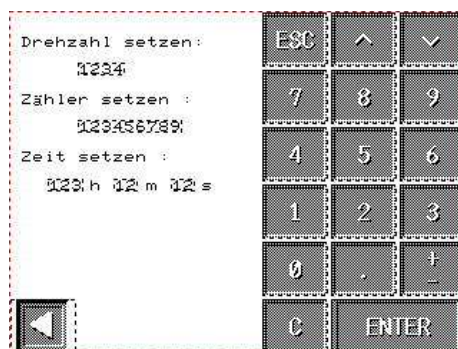 Drehzahl setzen:
1234
Zähler setzen :
123456789
Zeit setzen :
123 h 12 m 12 s
ESC ^ v
7 8 9
4 5 6
1 2 3
0 . +
-
C ENTER